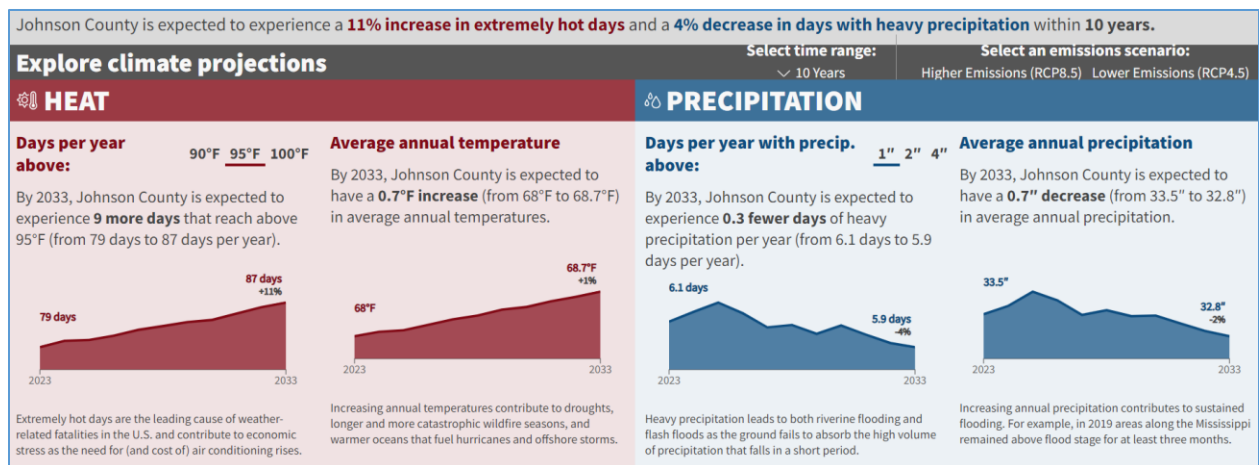 Johnson County is expected to experience a 11% increase in extremely hot days and a 4% decrease in days with heavy precipitation within 10 years.
Explore climate projections
Select time range:
10 Years
Select an emissions scenario:
Higher Emissions (RCP8.5) Lower Emissions (RCP4.5)
HEAT
Days per year
above:
90°F 95°F 100°F
By 2033, Johnson County is expected to
experience 9 more days that reach above
95°F (from 79 days to 87 days per year).
79 days
87 days
+11%
2023
2033
Extremely hot days are the leading cause of weather-
related fatalities in the U.S. and contribute to economic
stress as the need for (and cost of) air conditioning rises.
Average annual temperature
By 2033, Johnson County is expected to
have a 0.7°F increase (from 68°F to 68.7°F)
in average annual temperatures.
68°F
68.7°F
+1%
2023
2033
Increasing annual temperatures contribute to droughts,
longer and more catastrophic wildfire seasons, and
warmer oceans that fuel hurricanes and offshore storms.
PRECIPITATION
Days per year with precip.
above:
1″ 2″ 4″
By 2033, Johnson County is expected to
experience 0.3 fewer days of heavy
precipitation per year (from 6.1 days to 5.9
days per year).
6.1 days
5.9 days
-4%
2023
2033
Heavy precipitation leads to both riverine flooding and
flash floods as the ground fails to absorb the high volume
of precipitation that falls in a short period.
Average annual precipitation
By 2033, Johnson County is expected to
have a 0.7″ decrease (from 33.5″ to 32.8″)
in average annual precipitation.
33.5″
32.8″
-2%
2023
2033
Increasing annual precipitation contributes to sustained
flooding. For example, in 2019 areas along the Mississippi
remained above flood stage for at least three months.